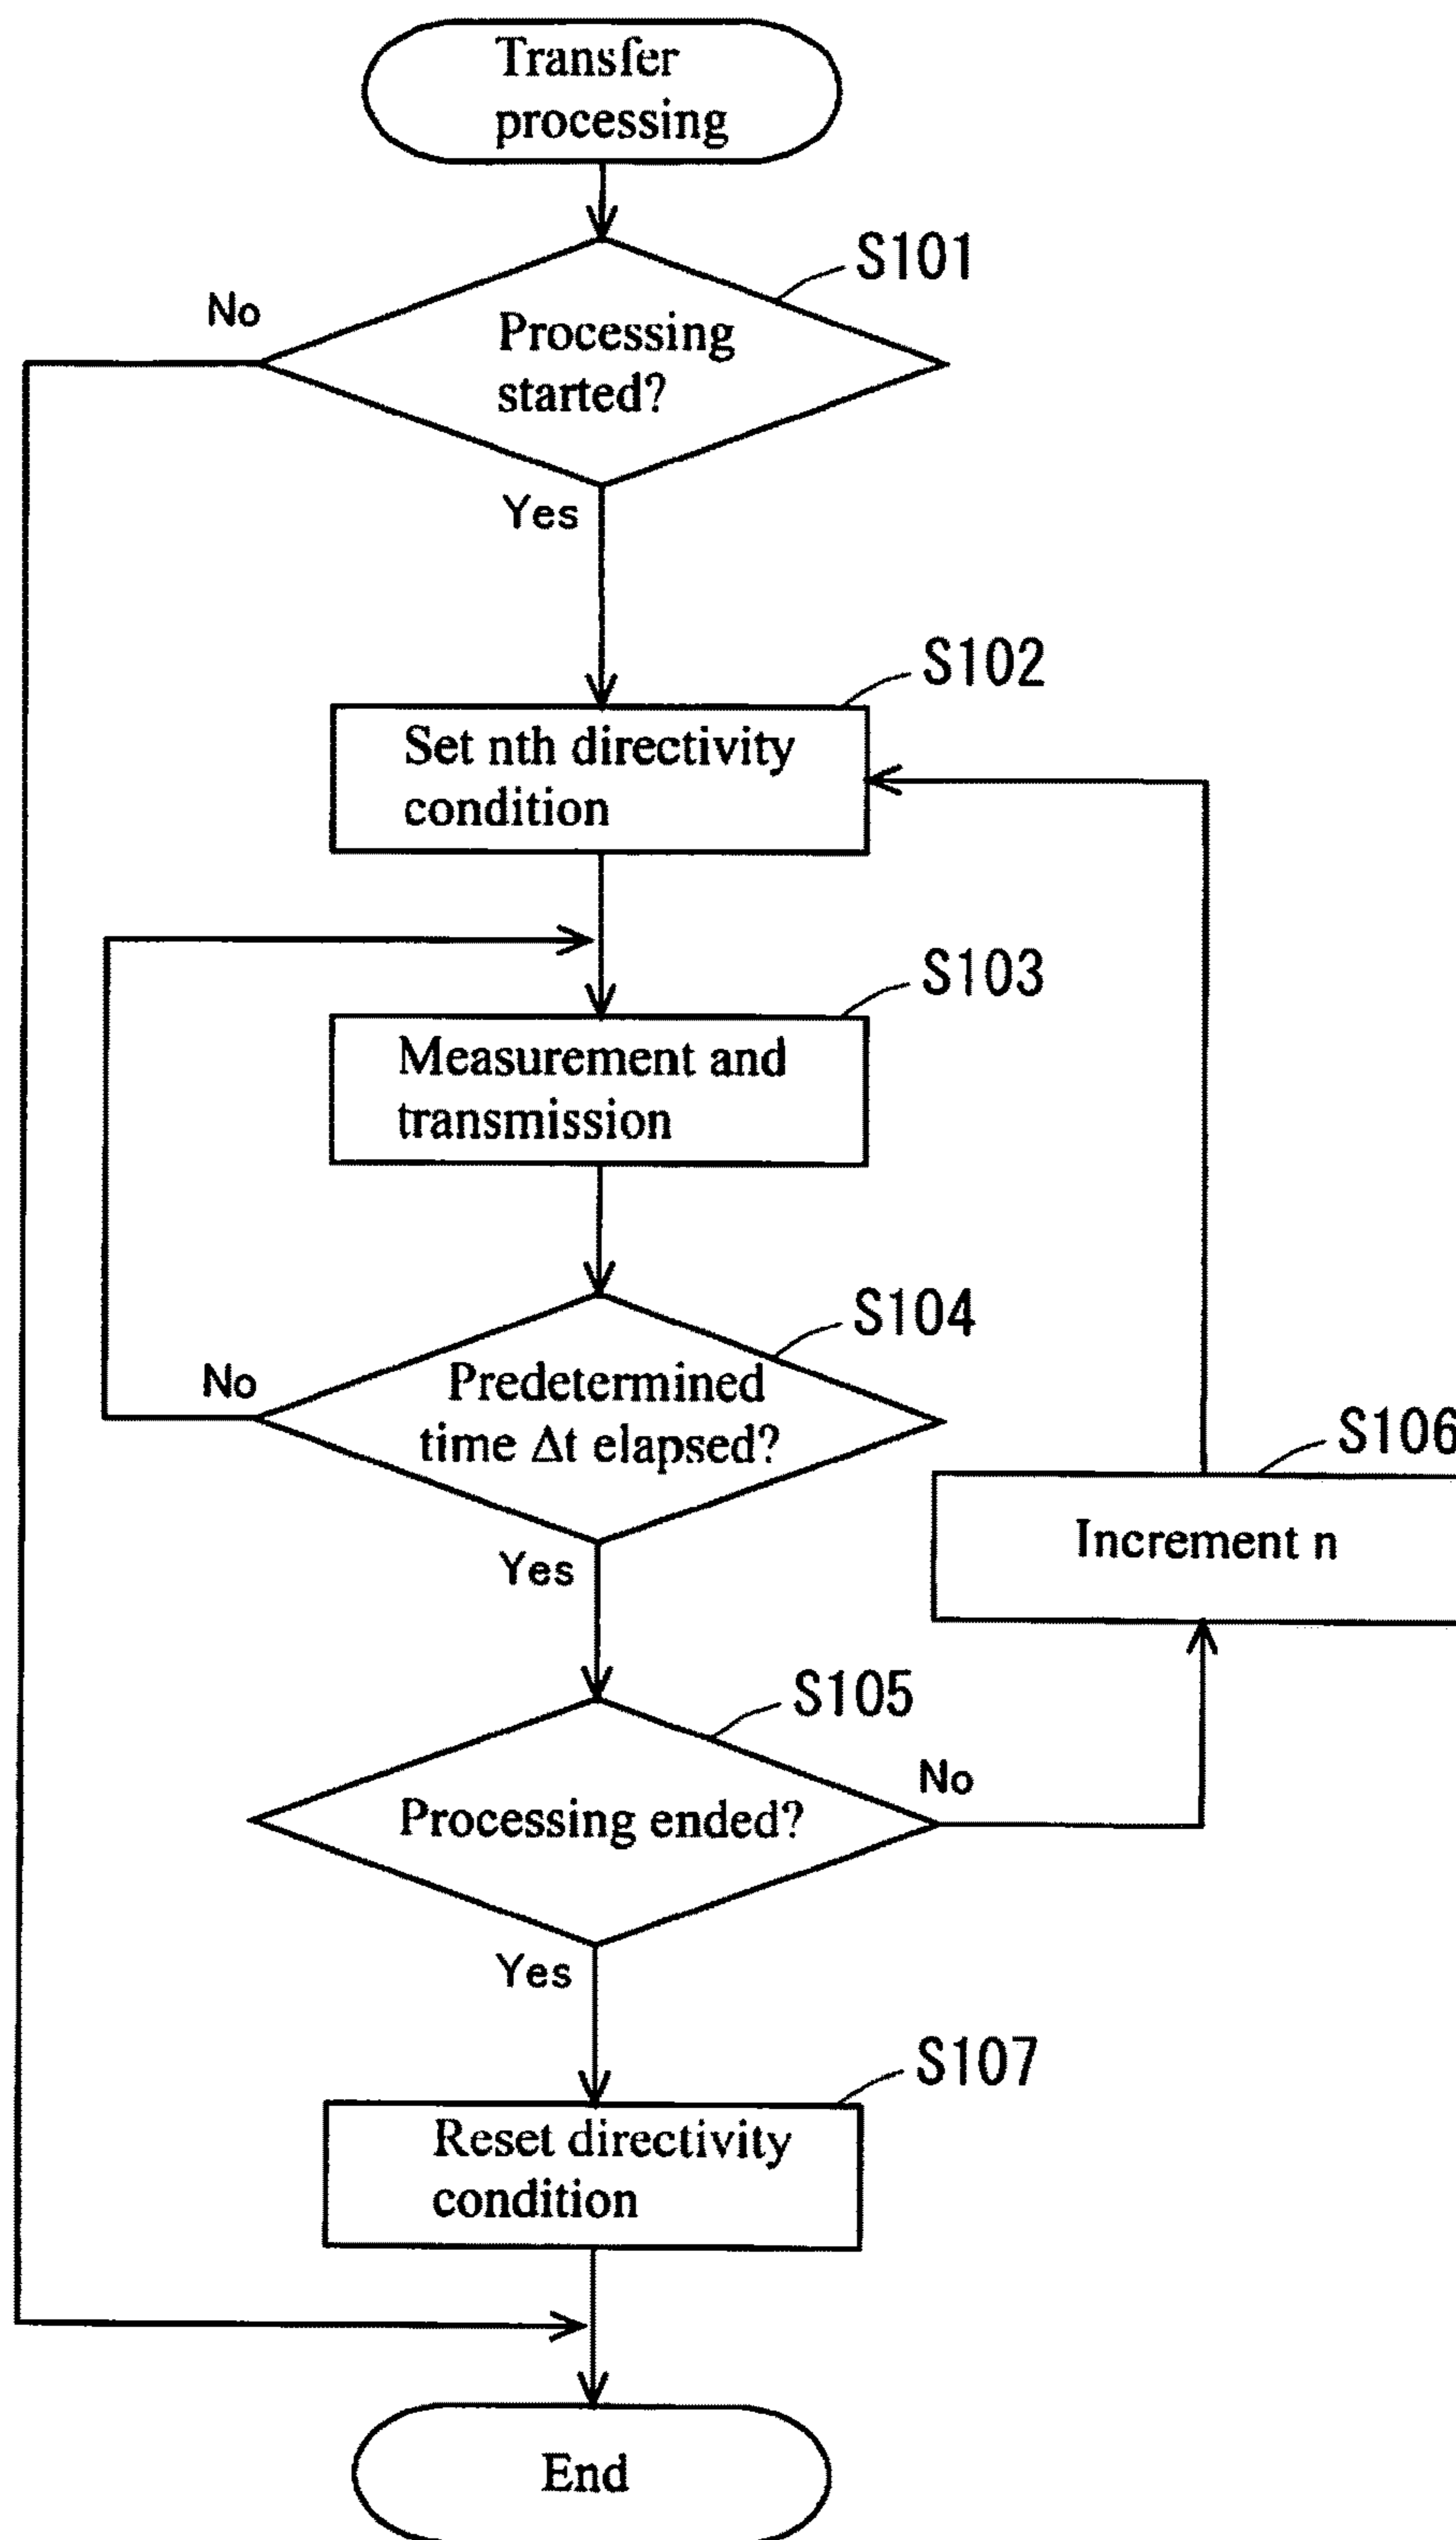 Transfer
processing
S101
No
Processing
started?
Yes
S102
Set nth directivity
condition
S103
Measurement and
transmission
S104
No
Predetermined
time Δt elapsed?
S106
Increment n
Yes
S105
No
Processing ended?
Yes
S107
Reset directivity
condition
End